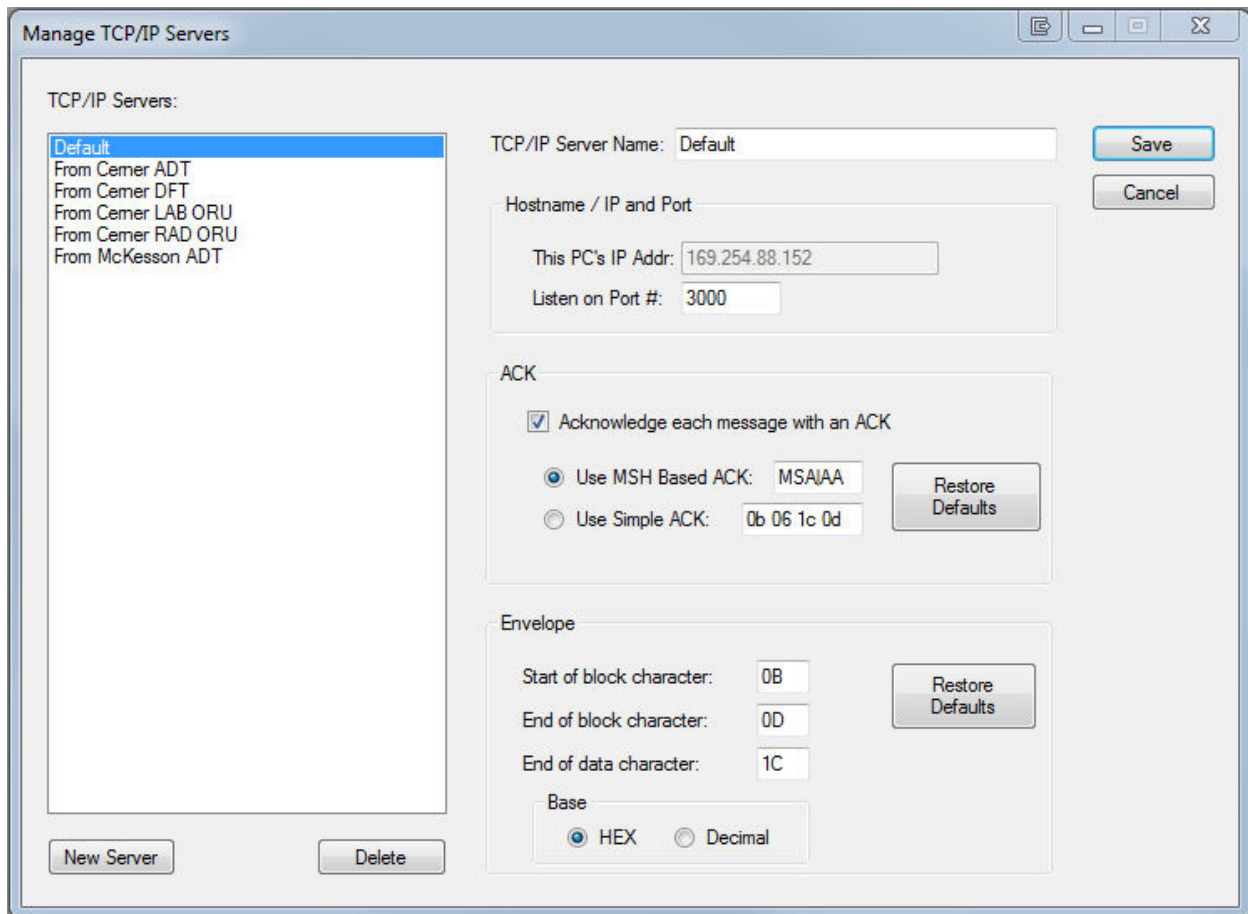 Manage TCP/IP Servers
TCP/IP Servers:
Default
From Cerner ADT
From Cerner DFT
From Cerner LAB ORU
From Cerner RAD ORU
From McKesson ADT
New Server
Delete
TCP/IP Server Name: Default
Save
Cancel
Hostname / IP and Port
This PC's IP Addr: 169.254.88.152
Listen on Port #: 3000
ACK
Acknowledge each message with an ACK
Use MSH Based ACK: MSA|AA
Use Simple ACK: 0b 06 1c 0d
Restore
Defaults
Envelope
Start of block character: 0B
End of block character: 0D
End of data character: 1C
Restore
Defaults
Base
HEX Decimal